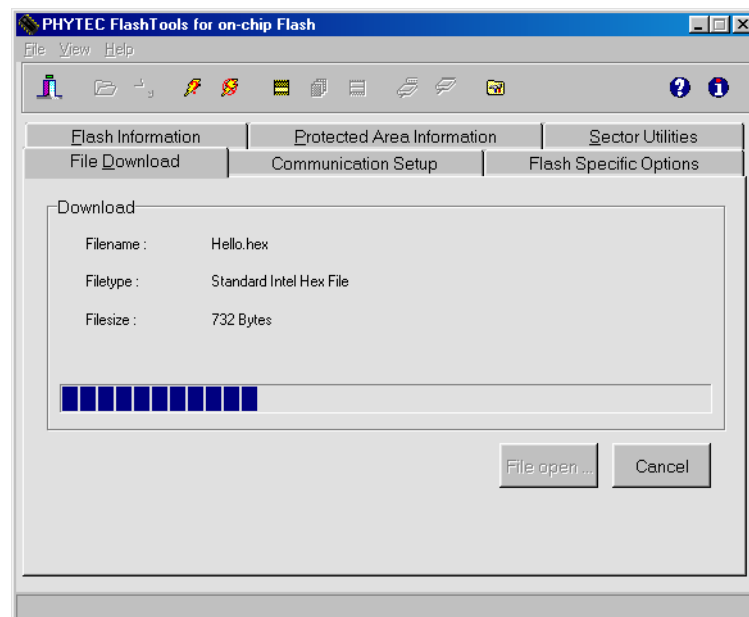 PHYTEC FlashTools for on-chip Flash
File View Help
Flash Information Protected Area Information Sector Utilities
File Download Communication Setup Flash Specific Options
Download
Filename : Hello.hex
Filetype : Standard Intel Hex File
Filesize : 732 Bytes
File open ... Cancel